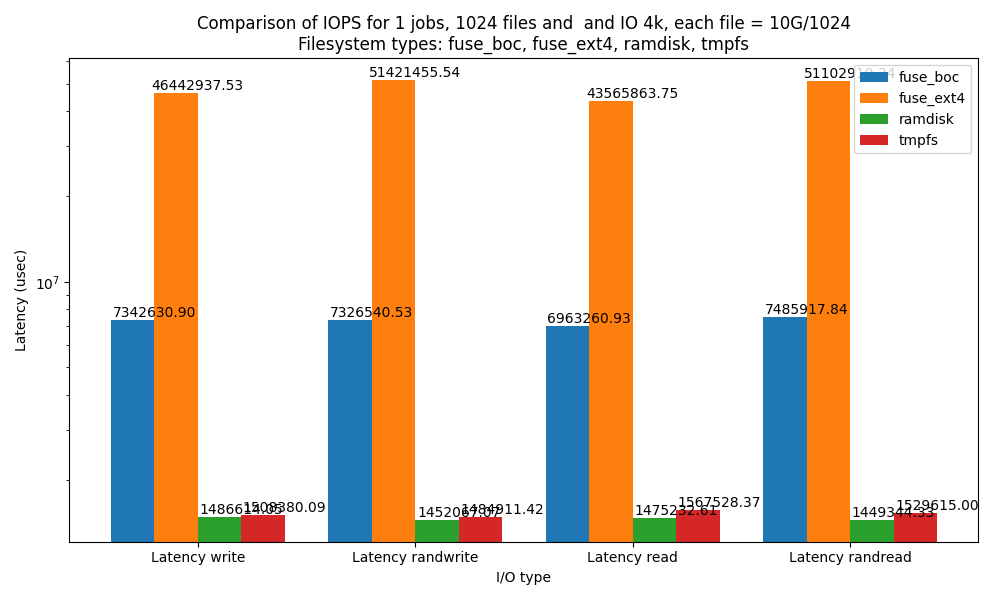 Comparison of IOPS for 1 jobs, 1024 files and  and IO 4k, each file = 10G/1024
Filesystem types: fuse_boc, fuse_ext4, ramdisk, tmpfs
fuse_boc
fuse_ext4
ramdisk
tmpfs
46442937.53
51421455.54
43565863.75
7342630.90
7326540.53
6963260.93
7485917.84
1567528.37
1529615.00
10^7
Latency (usec)
Latency write
Latency randwrite
Latency read
Latency randread
I/O type